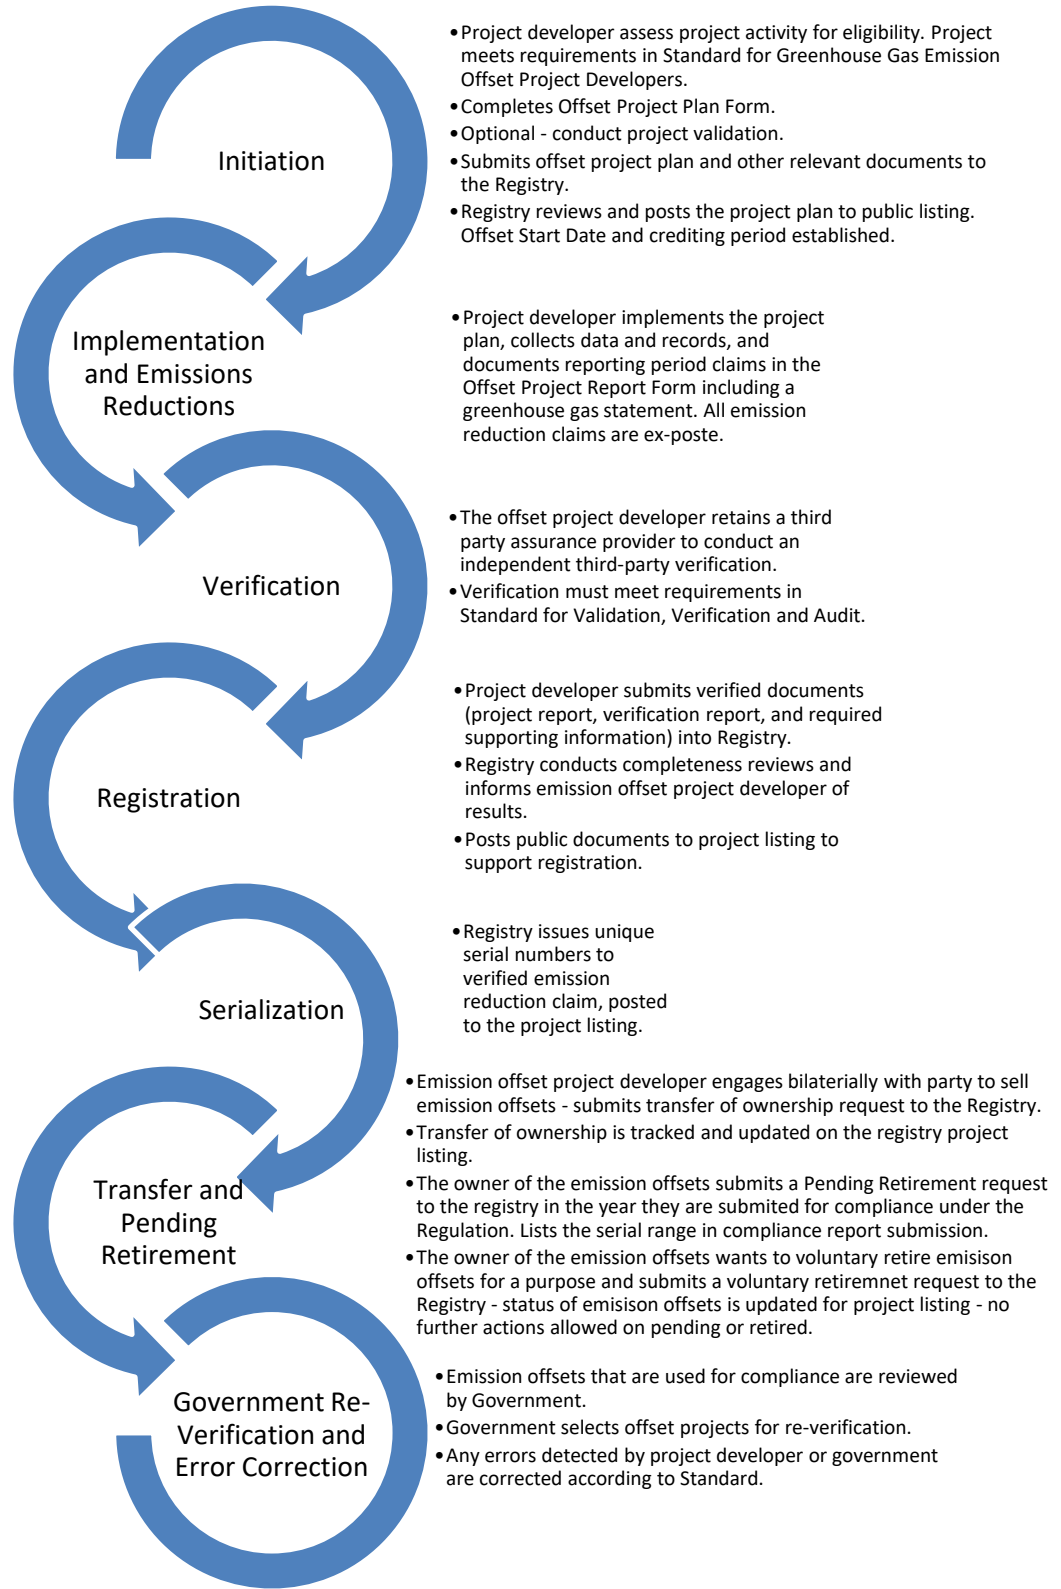 Initiation
•Project developer assess project activity for eligibility. Project
meets requirements in Standard for Greenhouse Gas Emission
Offset Project Developers.
•Completes Offset Project Plan Form.
•Optional - conduct project validation.
•Submits offset project plan and other relevant documents to
the Registry.
•Registry reviews and posts the project plan to public listing.
Offset Start Date and crediting period established.
Implementation
and Emissions
Reductions
•Project developer implements the project
plan, collects data and records, and
documents reporting period claims in the
Offset Project Report Form including a
greenhouse gas statement. All emission
reduction claims are ex-poste.
Verification
•The offset project developer retains a third
party assurance provider to conduct an
independent third-party verification.
•Verification must meet requirements in
Standard for Validation, Verification and Audit.
Registration
•Project developer submits verified documents
(project report, verification report, and required
supporting information) into Registry.
•Registry conducts completeness reviews and
informs emission offset project developer of
results.
•Posts public documents to project listing to
support registration.
Serialization
•Registry issues unique
serial numbers to
verified emission
reduction claim, posted
to the project listing.
Transfer and
Pending
Retirement
•Emission offset project developer engages bilaterially with party to sell
emission offsets - submits transfer of ownership request to the Registry.
•Transfer of ownership is tracked and updated on the registry project
listing.
•The owner of the emission offsets submits a Pending Retirement request
to the registry in the year they are submited for compliance under the
Regulation. Lists the serial range in compliance report submission.
•The owner of the emission offsets wants to voluntary retire emisison
offsets for a purpose and submits a voluntary retiremnet request to the
Registry - status of emisison offsets is updated for project listing - no
further actions allowed on pending or retired.
Government Re-
Verification and
Error Correction
•Emission offsets that are used for compliance are reviewed
by Government.
•Government selects offset projects for re-verification.
•Any errors detected by project developer or government
are corrected according to Standard.